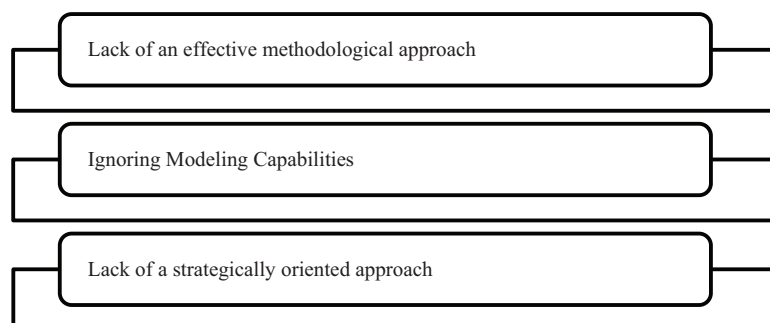 Lack of an effective methodological approach
Ignoring Modeling Capabilities
Lack of a strategically oriented approach